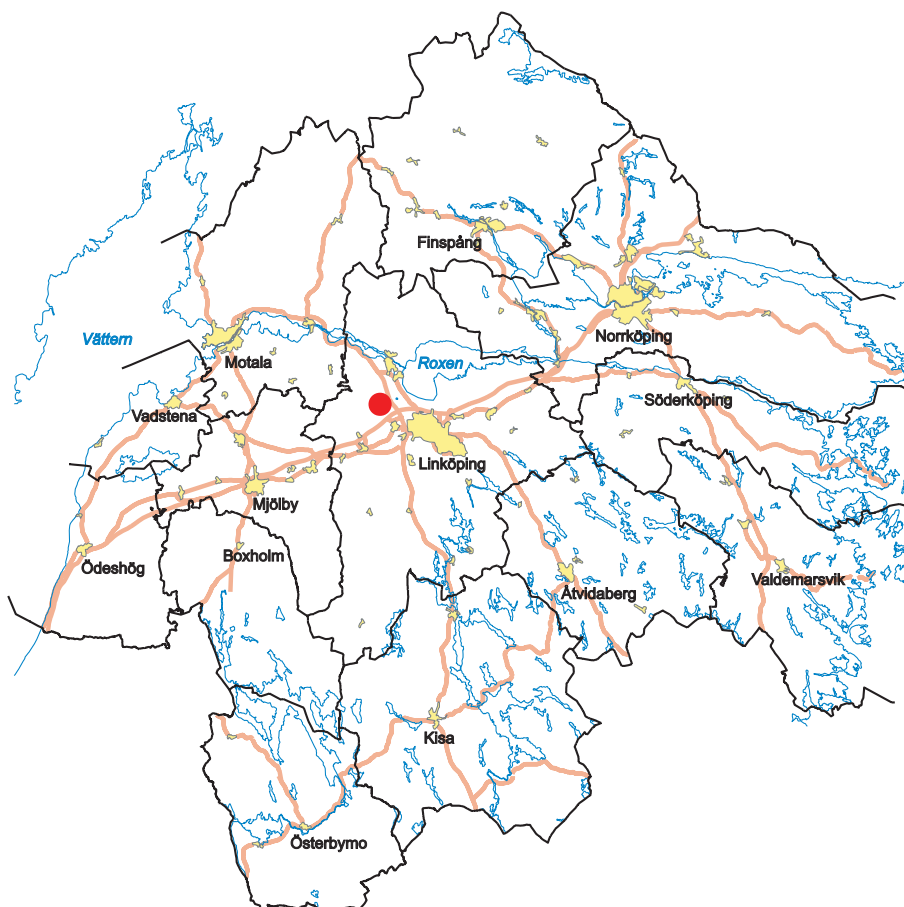 Finspång
Norrköping
Vättern
Motala
Roxen
Vadstena
Söderköping
Linköping
Mjölby
Boxholm
Ödeshög
Åtvidaberg
Valdemarsvik
Kisa
Österbymo